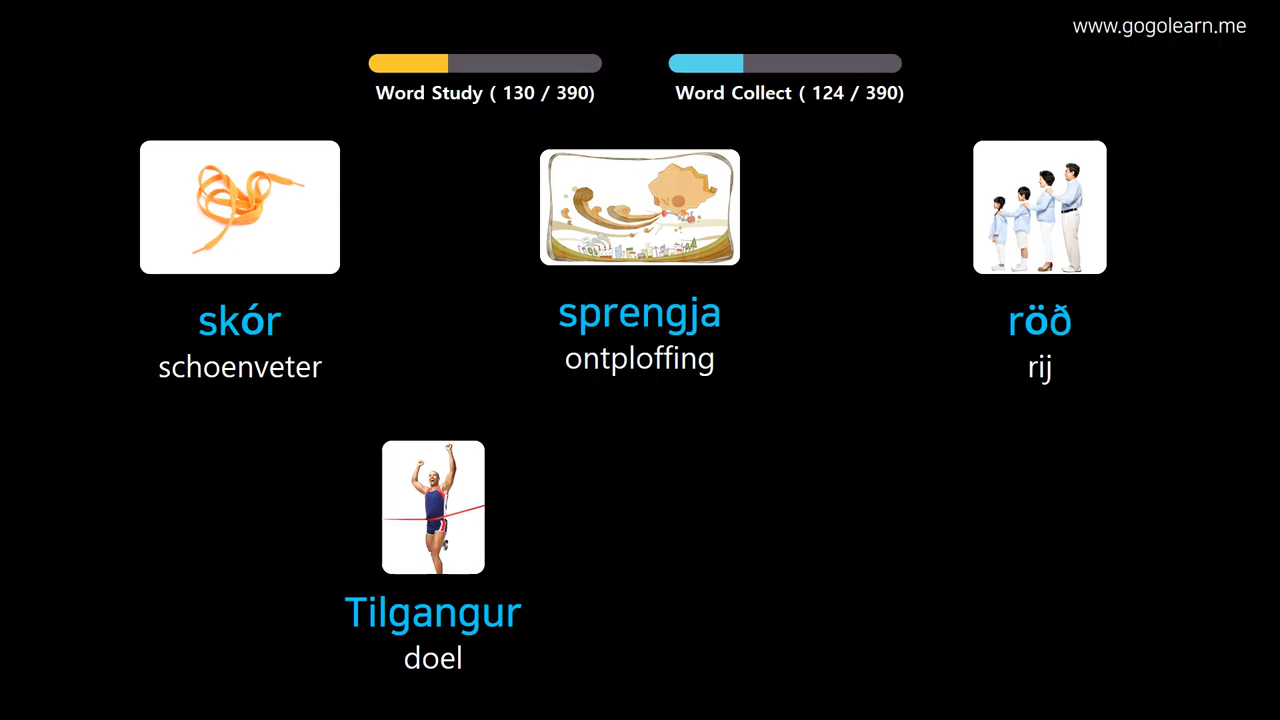 www.gogolearn.me
Word Study ( 130 / 390)
Word Collect ( 124 / 390)
skór
schoenveter
sprengja
ontploffing
röð
rij
Tilgangur
doel